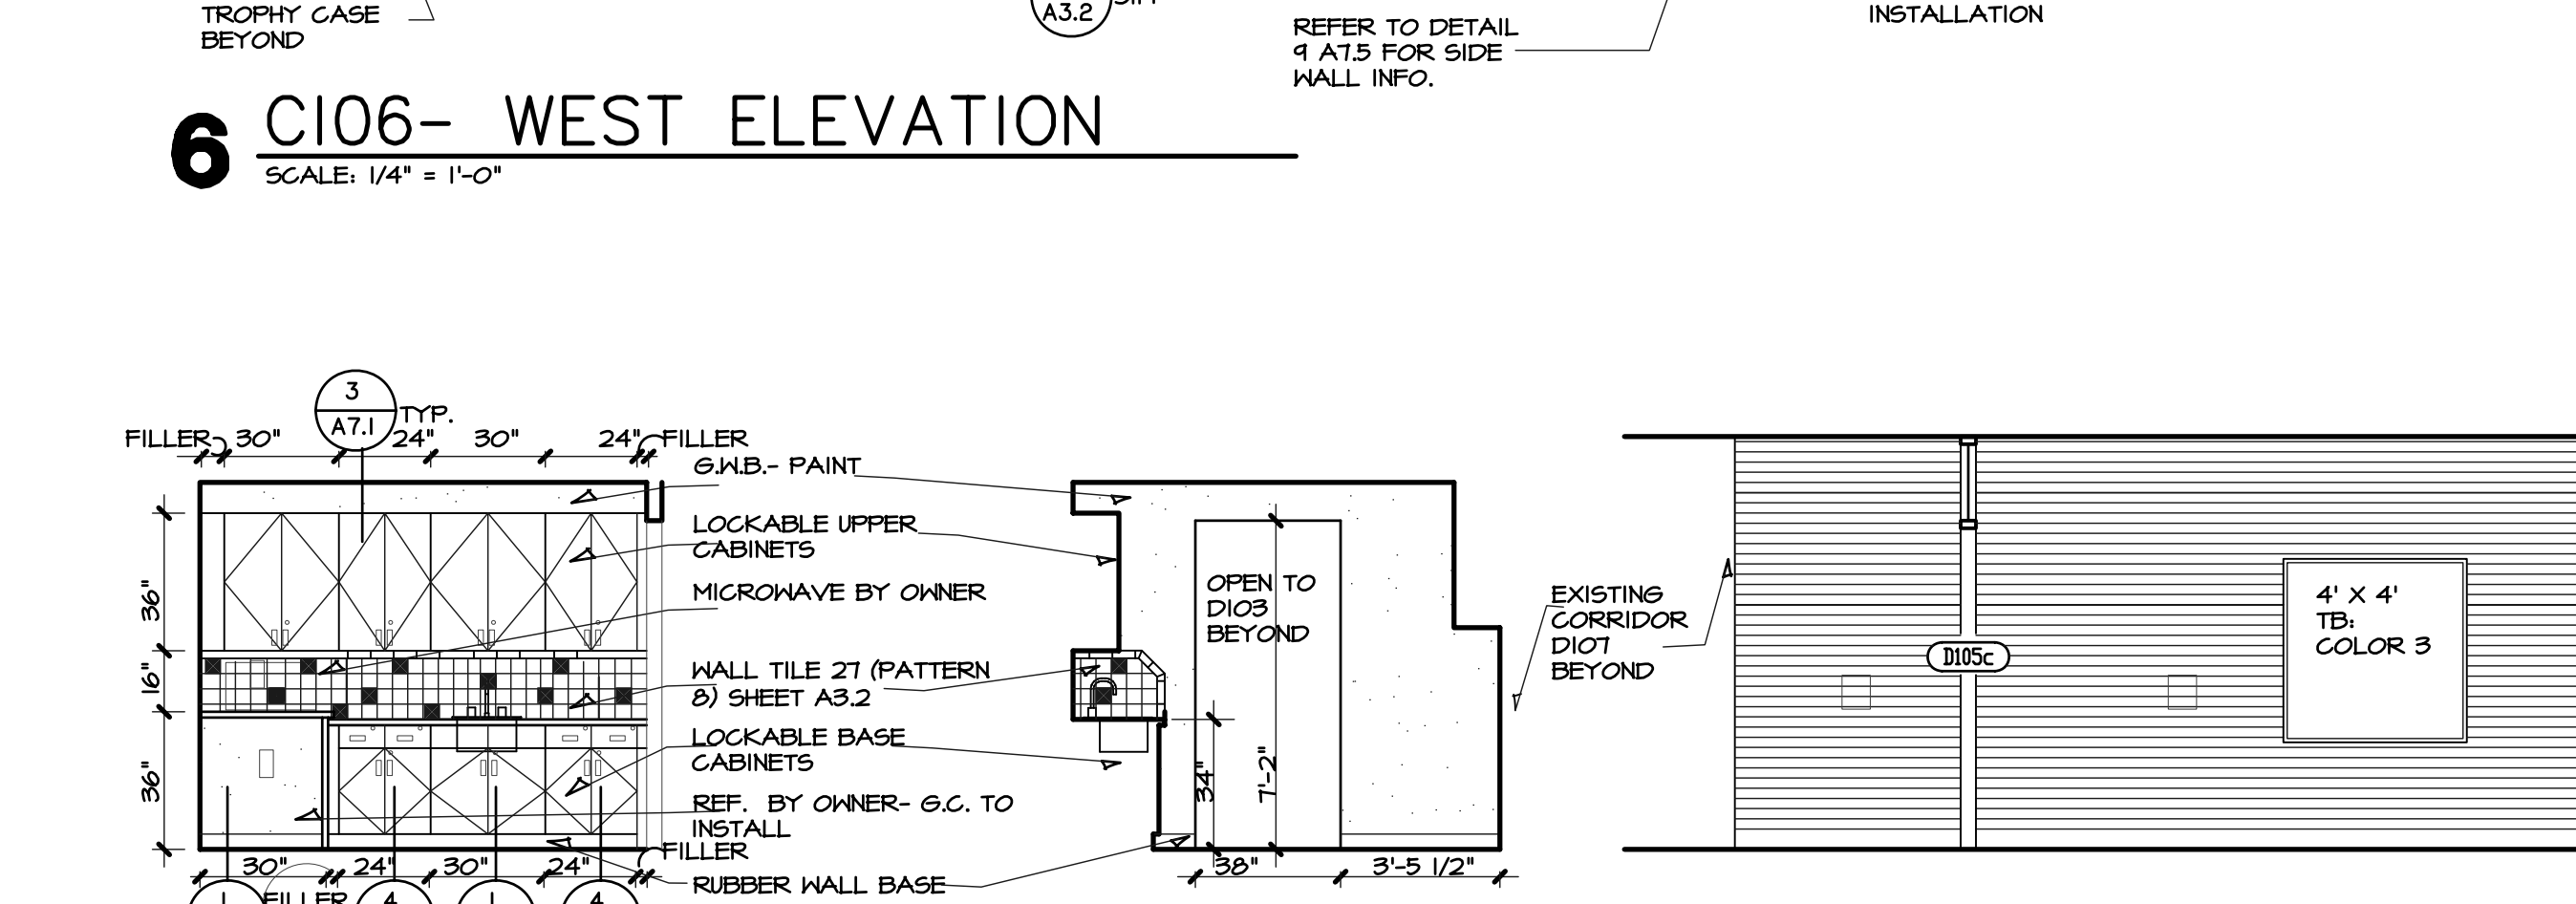 TROPHY CASE
BEYOND
A3.2
REFER TO DETAIL
9 A7.5 FOR SIDE
WALL INFO.
INSTALLATION
6 C106- WEST ELEVATION
SCALE: 1/4" = 1'-0"
3
A7.1
TYP.
FILLER 30" 24" 30" 24" FILLER
G.W.B.- PAINT
LOCKABLE UPPER
CABINETS
MICROWAVE BY OWNER
WALL TILE 27 (PATTERN
8) SHEET A3.2
LOCKABLE BASE
CABINETS
REF. BY OWNER- G.C. TO
INSTALL
FILLER
RUBBER WALL BASE
36"
16"
36"
30" 24" 30" 24"
1 FILLER 4 1 4
OPEN TO
D103
BEYOND
34"
7'-2"
38" 3'-5 1/2"
EXISTING
CORRIDOR
D107
BEYOND
D105c
4' X 4'
TB:
COLOR 3